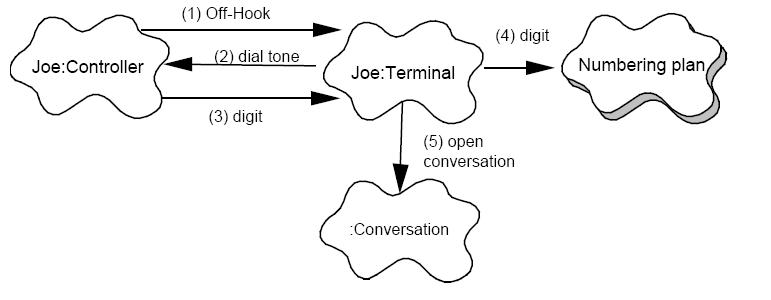 (1) Off-Hook
(2) dial tone
(3) digit
(4) digit
Joe:Controller
Joe:Terminal
Numbering plan
(5) open
conversation
:Conversation